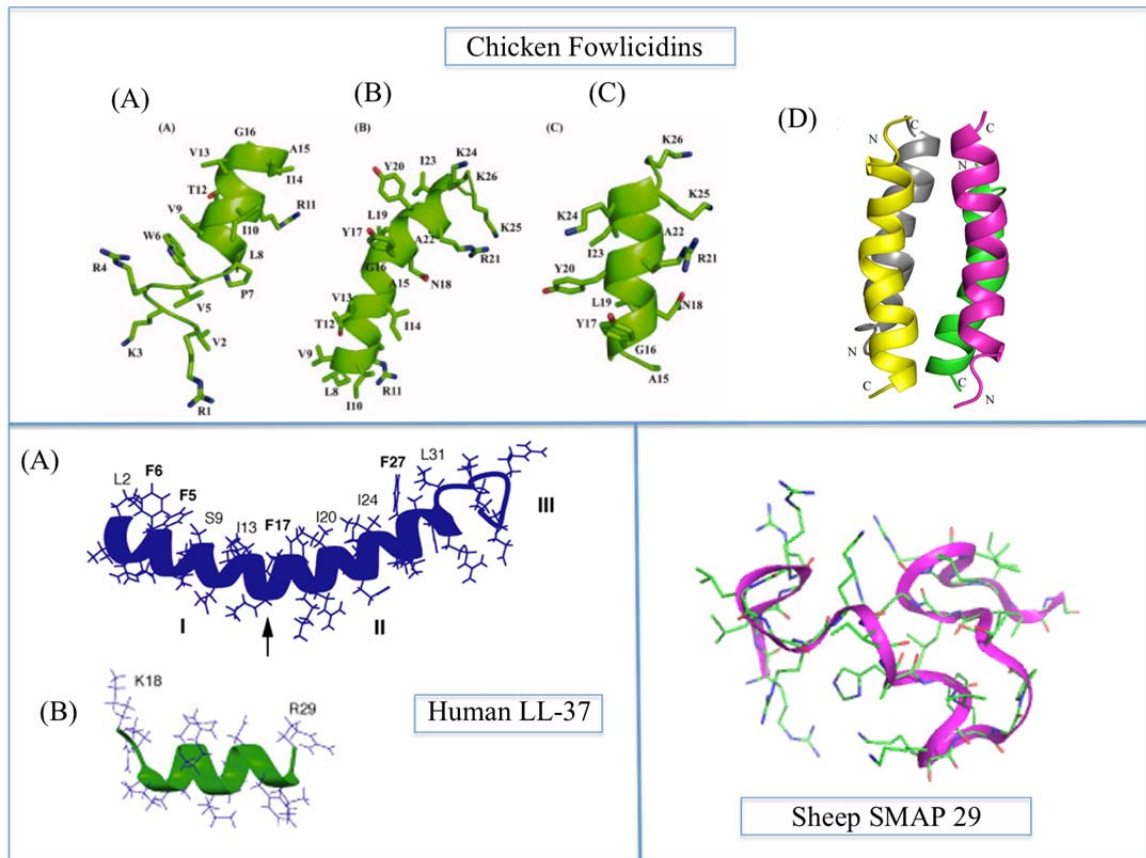 Chicken Fowlicidins
(A)
(B)
(C)
(D)
(A)
G16
V13
A15
I14
T12
V9
R11
W6
I10
R4
L8
P7
V5
K3
V2
R1
(B)
Y20
I23
K24
K26
L19
Y17
K25
A22
G16
R21
A15
N18
V13
T12
I14
V9
R11
L8
I10
(C)
K26
K24
K25
A22
I23
R21
Y20
L19
N18
Y17
G16
A15
N
C
C
N
N
C
C
N
(A)
L2
F6
F5
S9
I13
F17
I20
I24
F27
L31
III
I
II
(B)
K18
R29
Human LL-37
Sheep SMAP 29